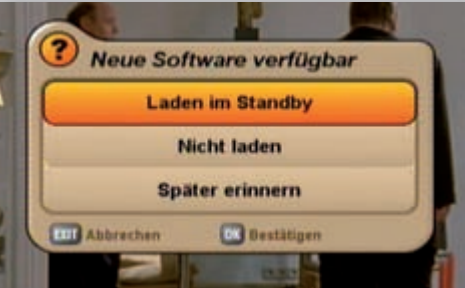 ?
Neue Software verfügbar
Laden im Standby
Nicht laden
Später erinnern
EXIT Abbrechen OK Bestätigen